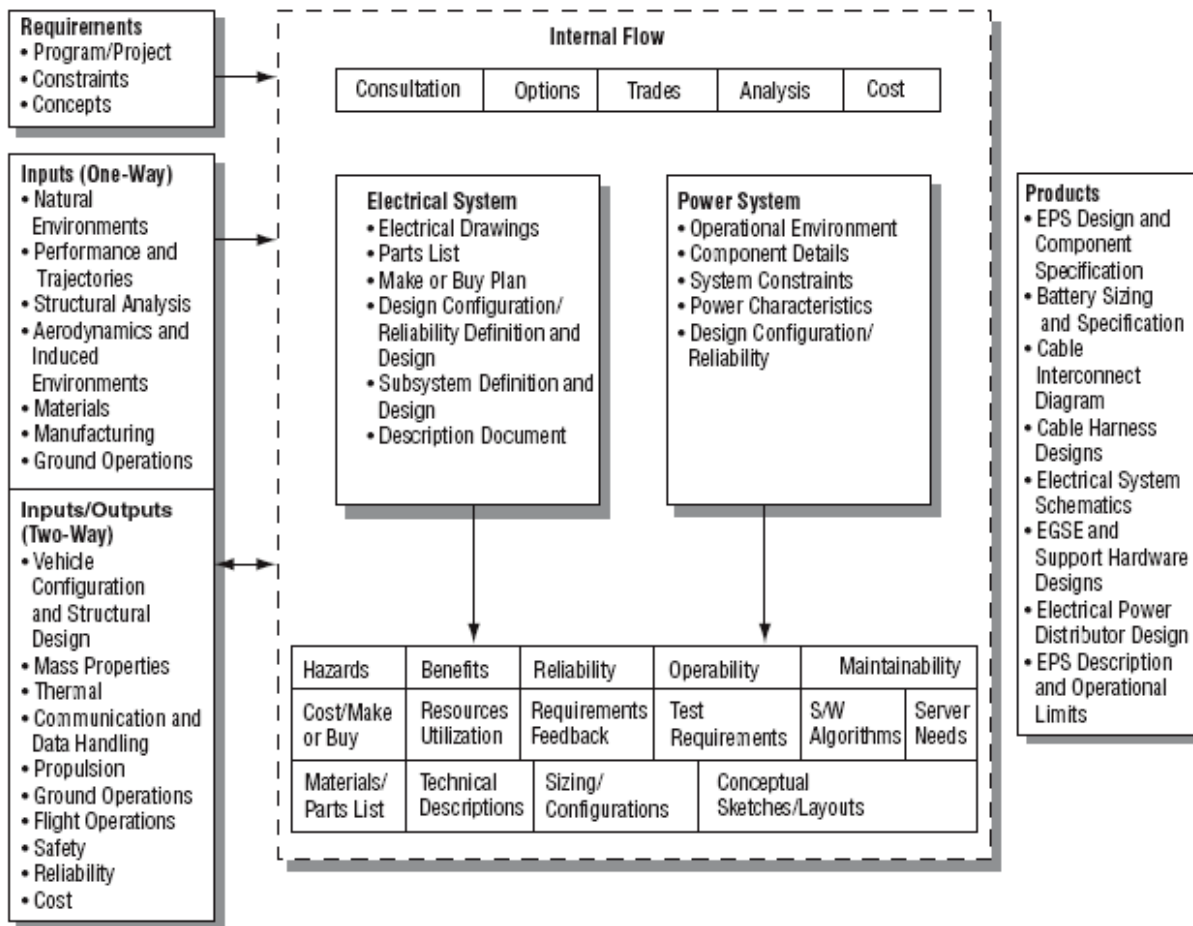 Requirements
• Program/Project
• Constraints
• Concepts
Inputs (One-Way)
• Natural
Environments
• Performance and
Trajectories
• Structural Analysis
• Aerodynamics and
Induced
Environments
• Materials
• Manufacturing
• Ground Operations
Inputs/Outputs
(Two-Way)
• Vehicle
Configuration
and Structural
Design
• Mass Properties
• Thermal
• Communication and
Data Handling
• Propulsion
• Ground Operations
• Flight Operations
• Safety
• Reliability
• Cost
Internal Flow
Consultation
Options
Trades
Analysis
Cost
Electrical System
• Electrical Drawings
• Parts List
• Make or Buy Plan
• Design Configuration/
Reliability Definition and
Design
• Subsystem Definition and
Design
• Description Document
Power System
• Operational Environment
• Component Details
• System Constraints
• Power Characteristics
• Design Configuration/
Reliability
Hazards
Benefits
Reliability
Operability
Maintainability
Cost/Make
or Buy
Resources
Utilization
Requirements
Feedback
Test
Requirements
S/W
Algorithms
Server
Needs
Materials/
Parts List
Technical
Descriptions
Sizing/
Configurations
Conceptual
Sketches/Layouts
Products
• EPS Design and
Component
Specification
• Battery Sizing
and Specification
• Cable
Interconnect
Diagram
• Cable Harness
Designs
• Electrical System
Schematics
• EGSE and
Support Hardware
Designs
• Electrical Power
Distributor Design
• EPS Description
and Operational
Limits